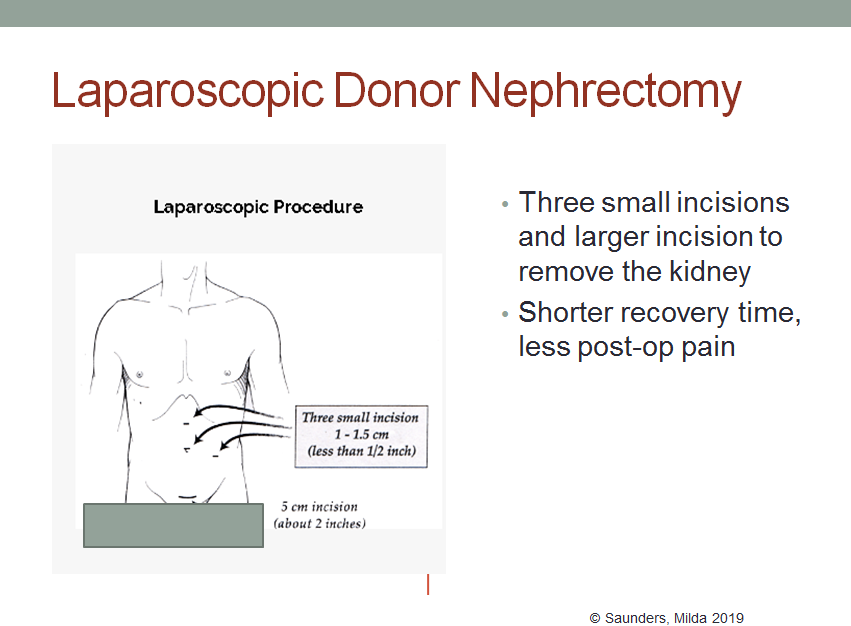 Laparoscopic Donor Nephrectomy
Laparoscopic Procedure
Three small incision
1 - 1.5 cm
(less than 1/2 inch)
5 cm incision
(about 2 inches)
• Three small incisions
and larger incision to
remove the kidney
• Shorter recovery time,
less post-op pain
© Saunders, Milda 2019